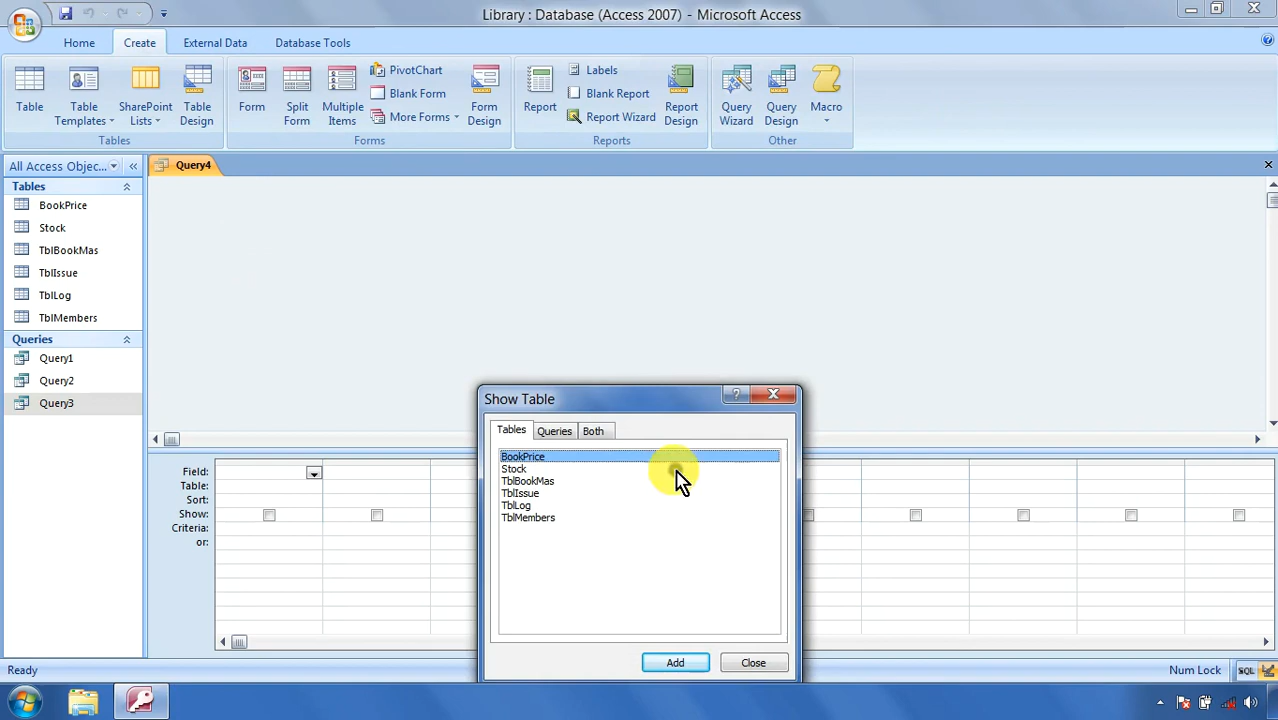 Library : Database (Access 2007) - Microsoft Access
Home Create External Data Database Tools
Table
Table Templates
SharePoint Lists
Table Design
Tables
Form
Split Form
Multiple Items
PivotChart
Blank Form
More Forms
Form Design
Forms
Report
Labels
Blank Report
Report Wizard
Report Design
Reports
Query Wizard
Query Design
Macro
Other
All Access Objec...
Tables
BookPrice
Stock
TblBookMas
TblIssue
TblLog
TblMembers
Queries
Query1
Query2
Query3
Query4
Field:
Table:
Sort:
Show:
Criteria:
or:
Show Table
Tables Queries Both
BookPrice
Stock
TblBookMas
TblIssue
TblLog
TblMembers
Add Close
Ready
Num Lock
SQL